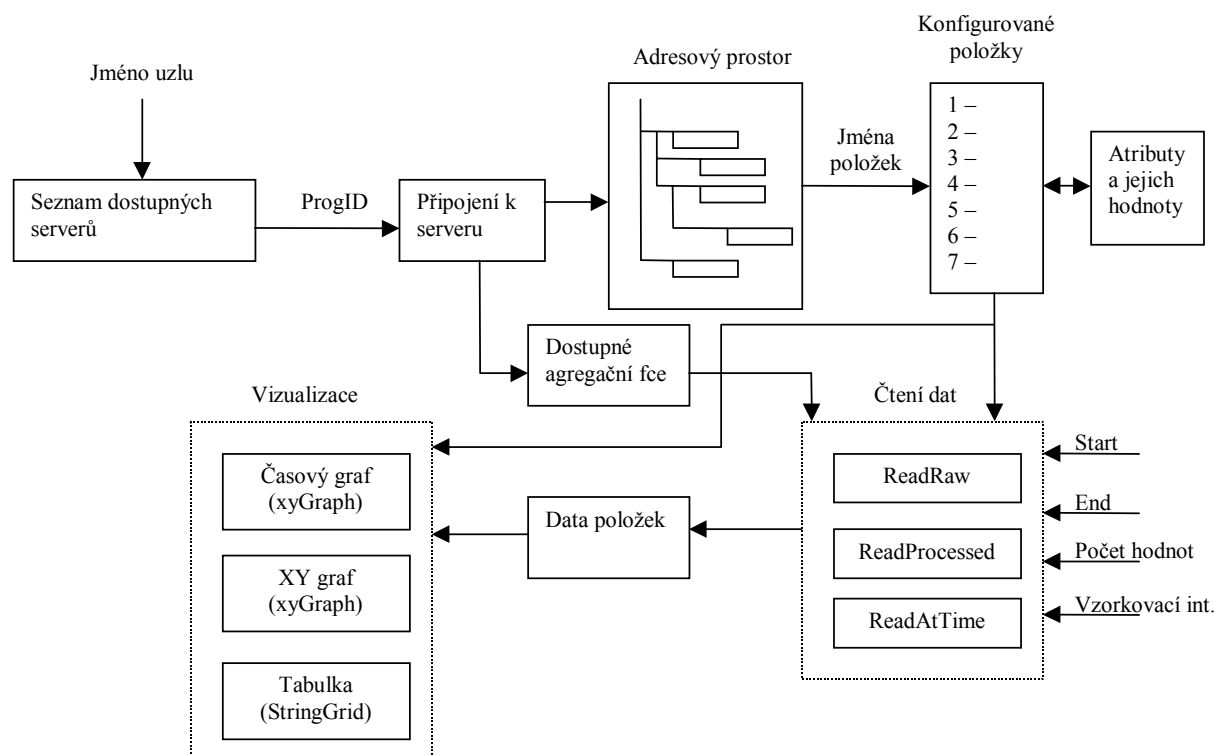 Jméno uzlu
Seznam dostupných
serverů
ProgID
Připojení k
serveru
Adresový prostor
Jména
položek
Konfigurované
položky
1 –
2 –
3 –
4 –
5 –
6 –
7 –
Atributy
a jejich
hodnoty
Dostupné
agregační fce
Vizualizace
Časový graf
(xyGraph)
XY graf
(xyGraph)
Tabulka
(StringGrid)
Data položek
Čtení dat
ReadRaw
ReadProcessed
ReadAtTime
Start
End
Počet hodnot
Vzorkovací int.